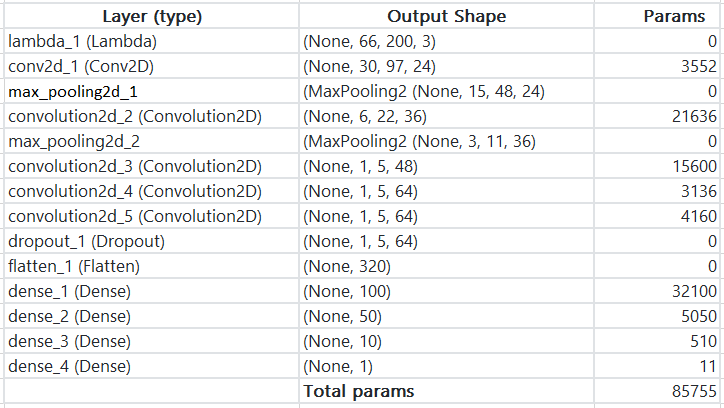 Layer (type) Output Shape Params
lambda_1 (Lambda) (None, 66, 200, 3) 0
conv2d_1 (Conv2D) (None, 30, 97, 24) 3552
max_pooling2d_1 (MaxPooling2 (None, 15, 48, 24) 0
convolution2d_2 (Convolution2D) (None, 6, 22, 36) 21636
max_pooling2d_2 (MaxPooling2 (None, 3, 11, 36) 0
convolution2d_3 (Convolution2D) (None, 1, 5, 48) 15600
convolution2d_4 (Convolution2D) (None, 1, 5, 64) 3136
convolution2d_5 (Convolution2D) (None, 1, 5, 64) 4160
dropout_1 (Dropout) (None, 1, 5, 64) 0
flatten_1 (Flatten) (None, 320) 0
dense_1 (Dense) (None, 100) 32100
dense_2 (Dense) (None, 50) 5050
dense_3 (Dense) (None, 10) 510
dense_4 (Dense) (None, 1) 11
Total params 85755